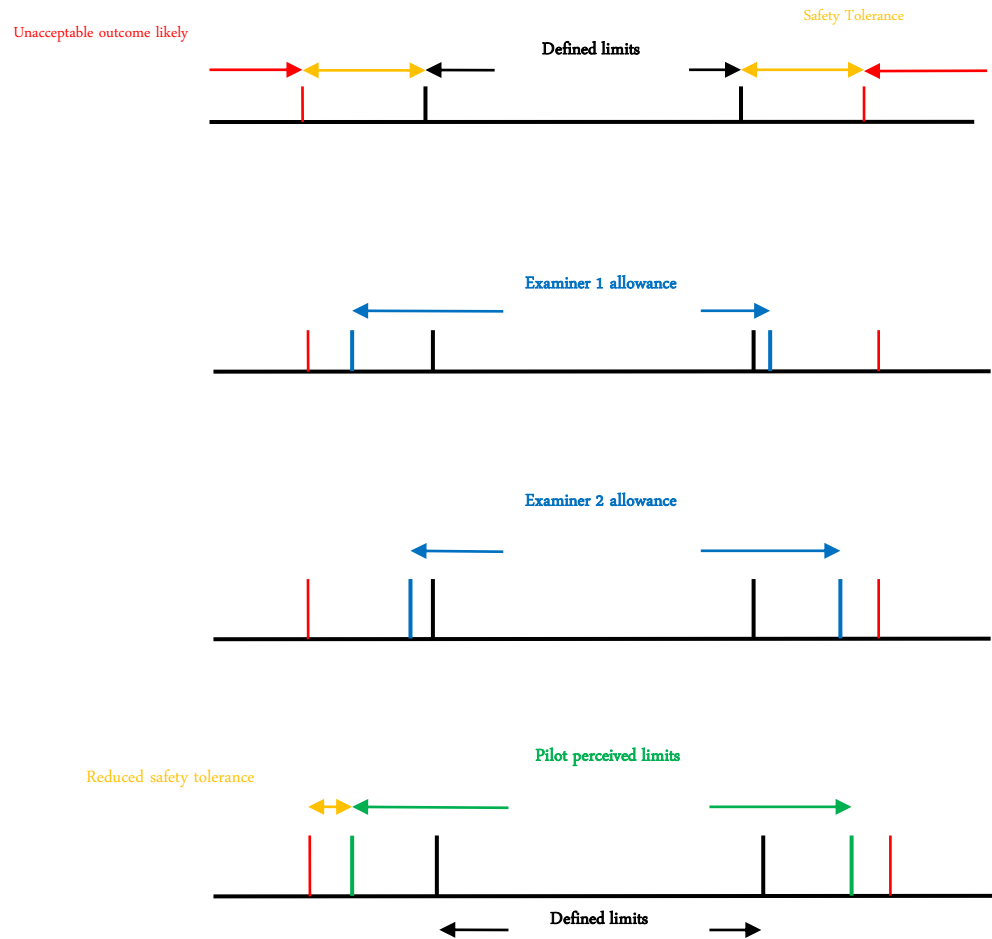 Safety Tolerance
Unacceptable outcome likely
Defined limits
Examiner 1 allowance
Examiner 2 allowance
Pilot perceived limits
Reduced safety tolerance
Defined limits